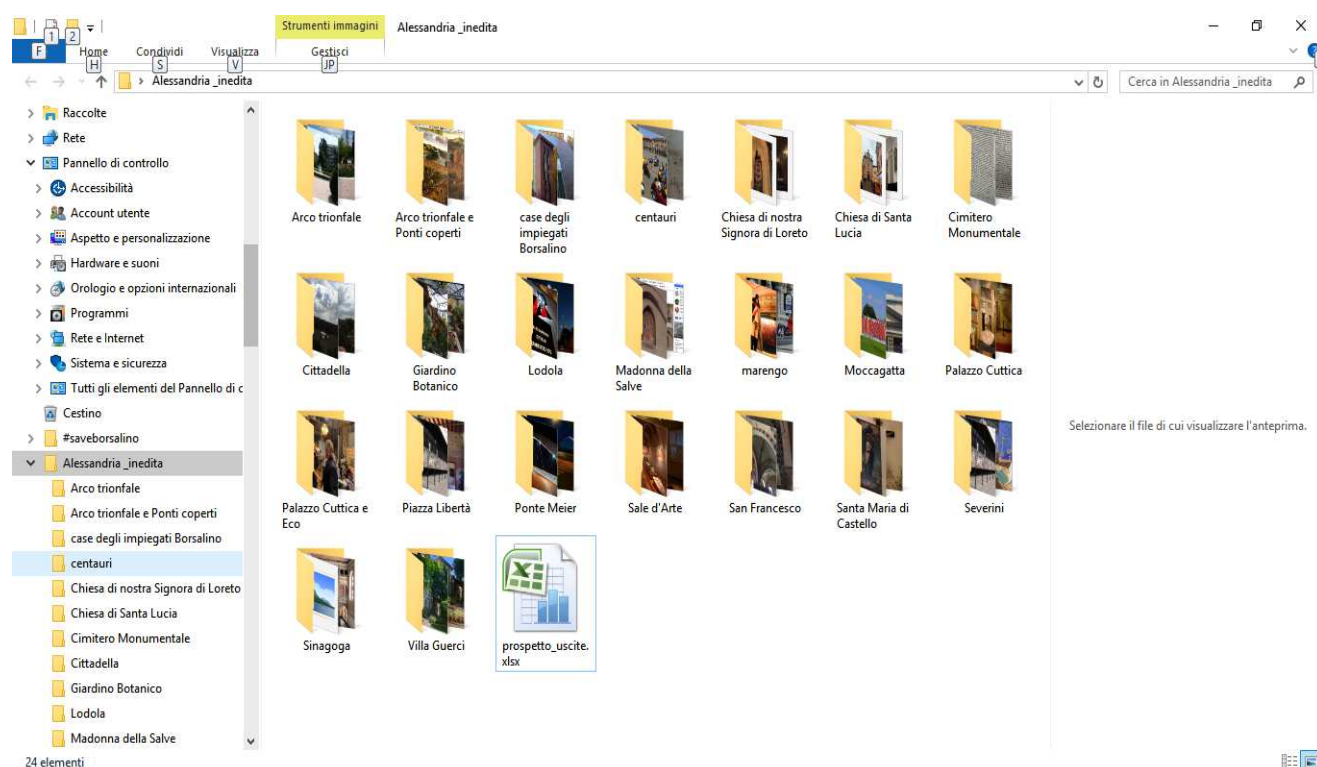 Strumenti immagini
Alessandria _inedita
1
2
F
Home
Condividi
Visualizza
Gestisci
H
S
V
JP
Alessandria _inedita
Cerca in Alessandria _inedita
Raccolte
Rete
Pannello di controllo
Accessibilità
Account utente
Aspetto e personalizzazione
Hardware e suoni
Orologio e opzioni internazionali
Programmi
Rete e Internet
Sistema e sicurezza
Tutti gli elementi del Pannello di c
Cestino
#saveborsalino
Alessandria _inedita
Arco trionfale
Arco trionfale e Ponti coperti
case degli impiegati Borsalino
centauri
Chiesa di nostra Signora di Loreto
Chiesa di Santa Lucia
Cimitero Monumentale
Cittadella
Giardino Botanico
Lodola
Madonna della Salve
Arco trionfale
Arco trionfale e
Ponti coperti
case degli
impiegati
Borsalino
centauri
Chiesa di nostra
Signora di Loreto
Chiesa di Santa
Lucia
Cimitero
Monumentale
Cittadella
Giardino
Botanico
Lodola
Madonna della
Salve
marengo
Moccagatta
Palazzo Cuttica
Palazzo Cuttica e
Eco
Piazza Libertà
Ponte Meier
Sale d'Arte
San Francesco
Santa Maria di
Castello
Severini
Sinagoga
Villa Guerci
prospetto_uscite.
xlsx
Selezionare il file di cui visualizzare l'anteprima.
24 elementi